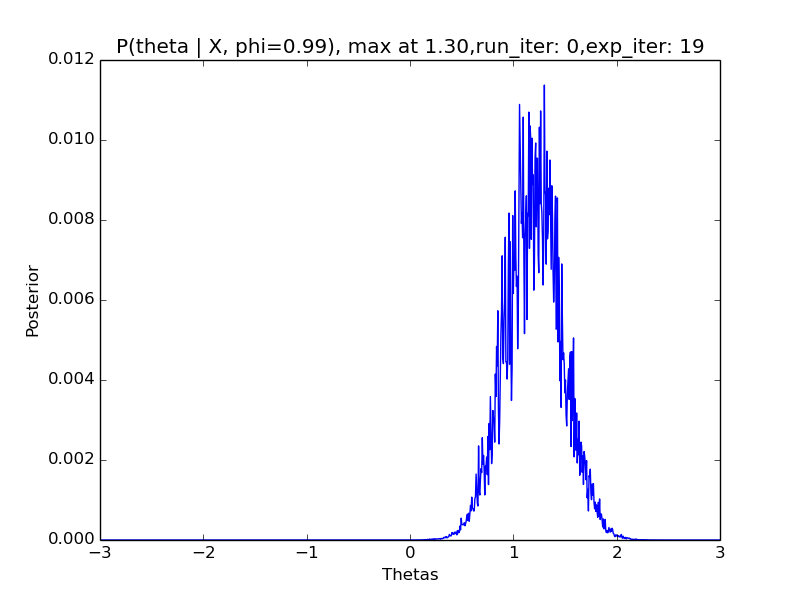 P(theta | X, phi=0.99), max at 1.30,run_iter: 0,exp_iter: 19
0.012
0.010
0.008
0.006
0.004
0.002
0.000
Posterior
−3 −2 −1 0 1 2 3
Thetas